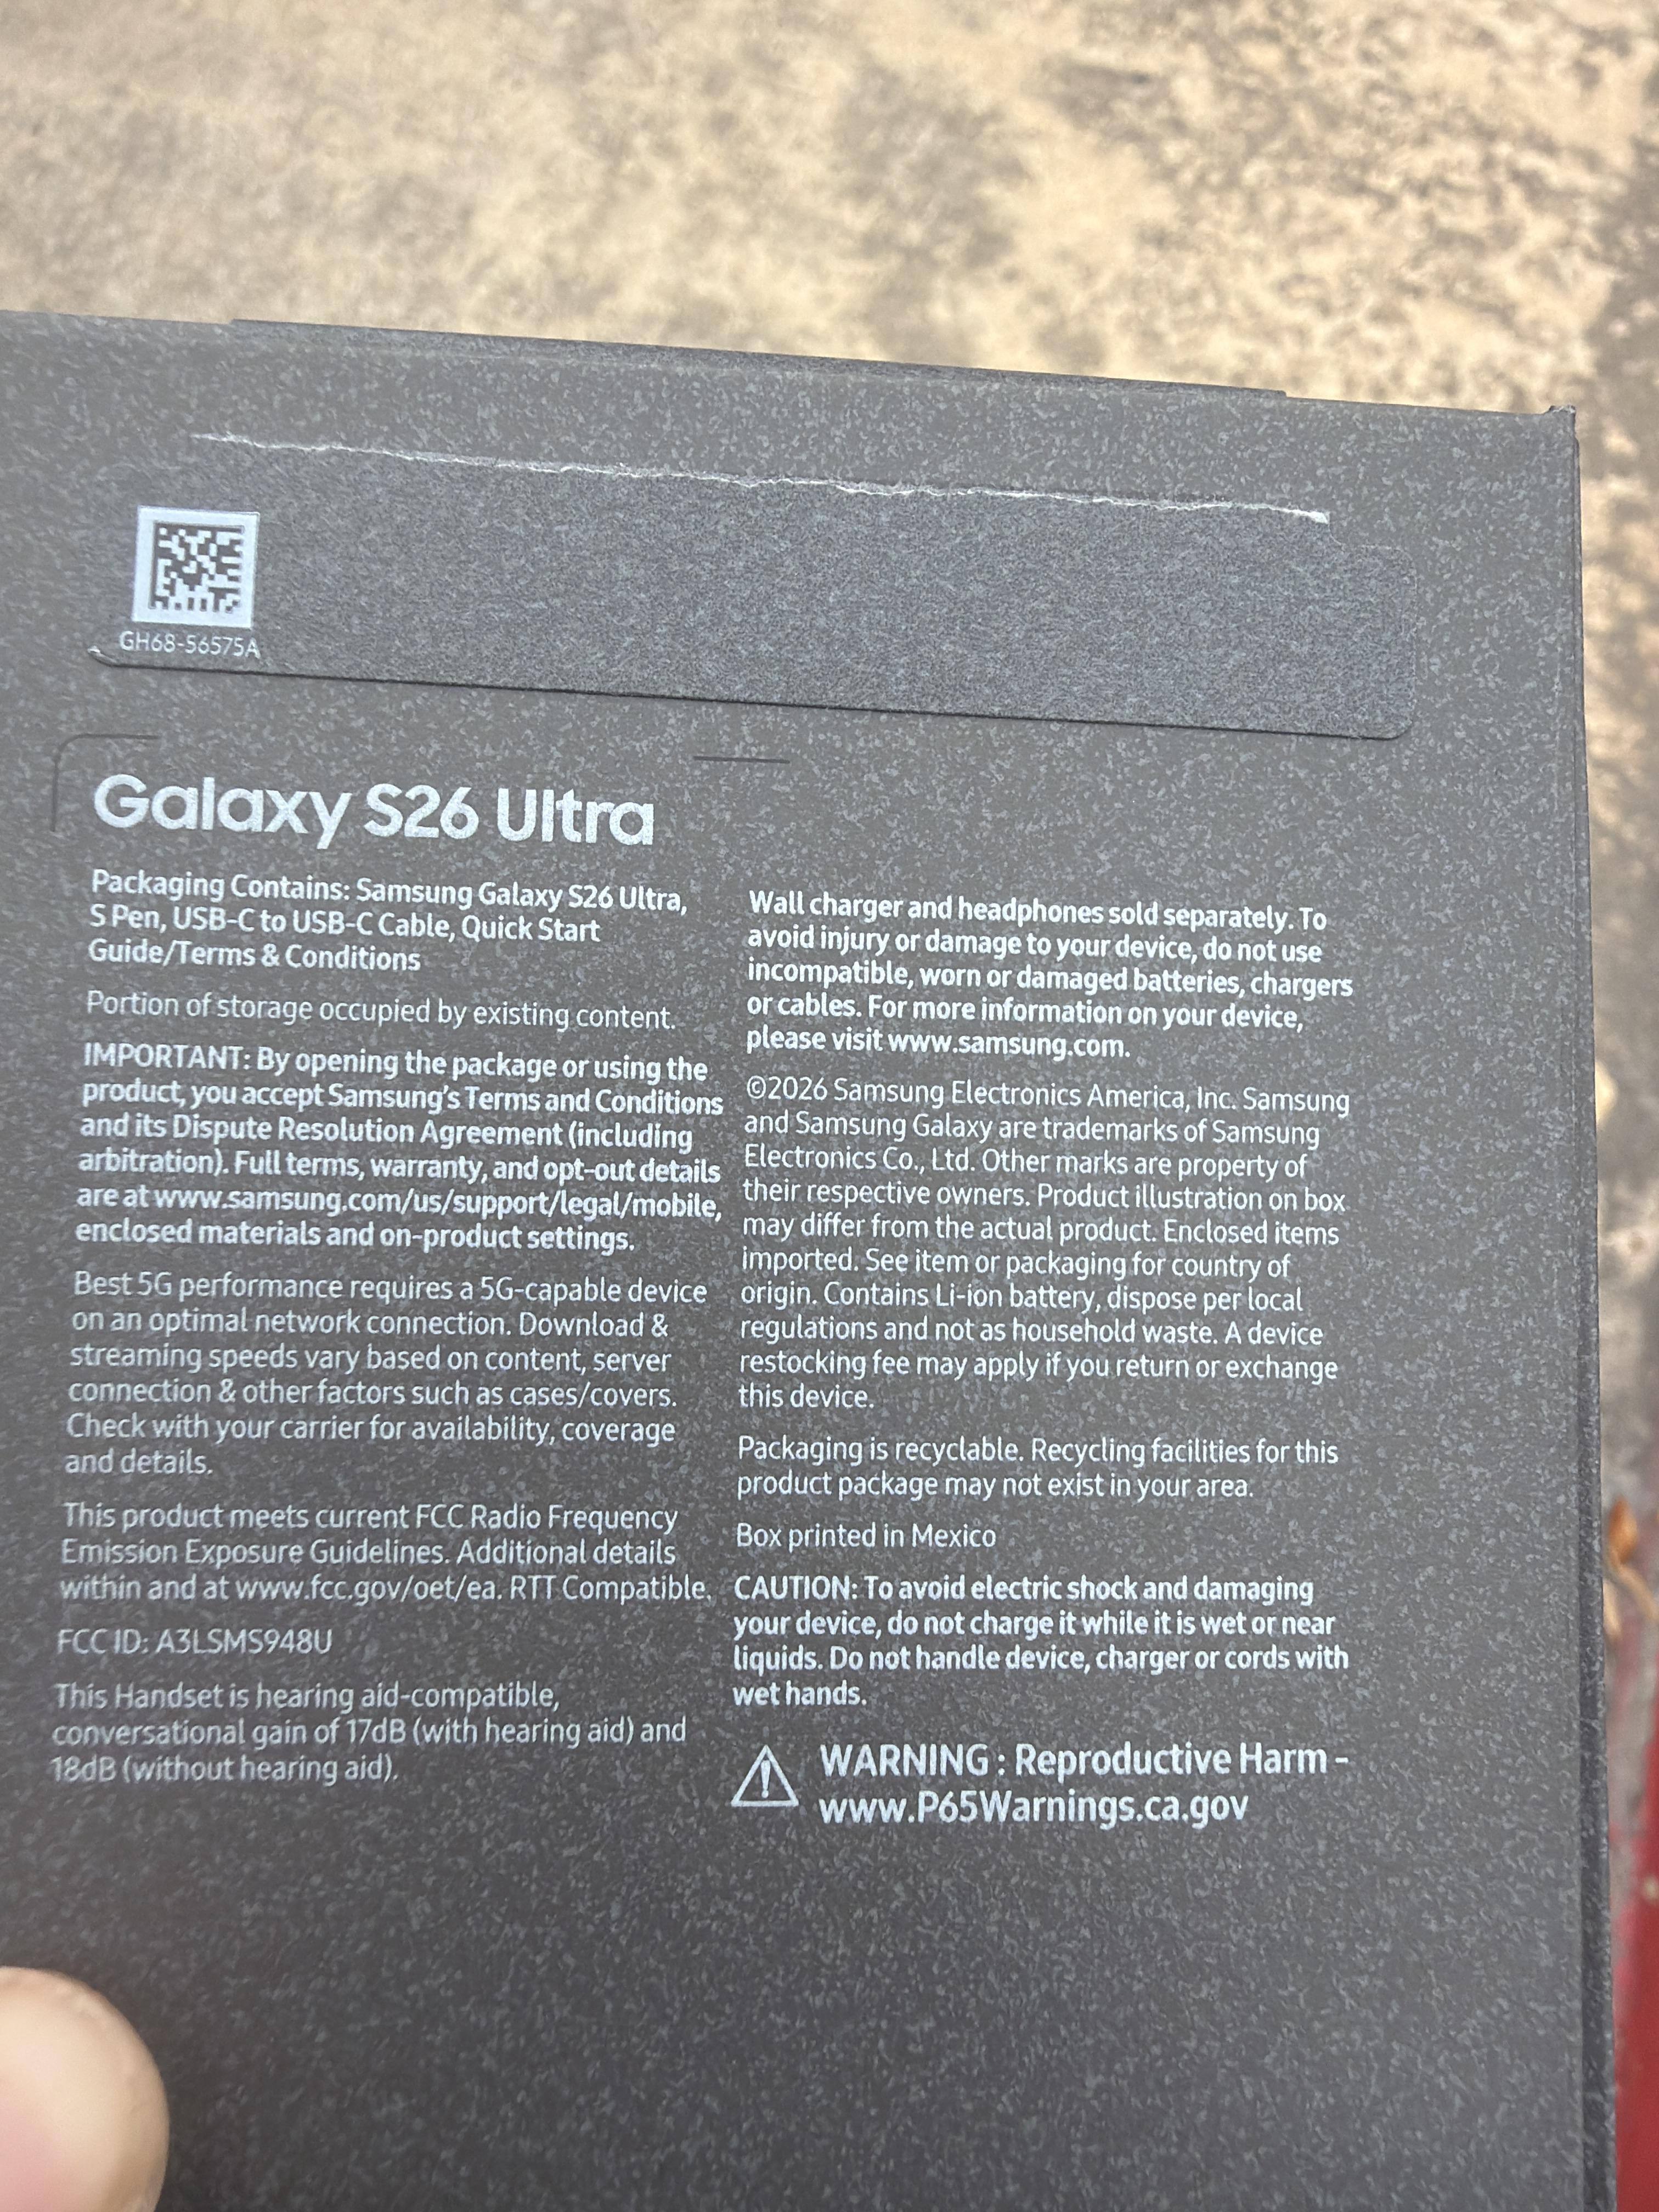 GH68-56575A
Galaxy S26 Ultra
Packaging Contains: Samsung Galaxy S26 Ultra,
S Pen, USB-C to USB-C Cable, Quick Start
Guide/Terms & Conditions
Portion of storage occupied by existing content.
IMPORTANT: By opening the package or using the
product, you accept Samsung's Terms and Conditions
and its Dispute Resolution Agreement (including
arbitration). Full terms, warranty, and opt-out details
are at www.samsung.com/us/support/legal/mobile,
enclosed materials and on-product settings.
Best 5G performance requires a 5G-capable device
on an optimal network connection. Download &
streaming speeds vary based on content, server
connection & other factors such as cases/covers.
Check with your carrier for availability, coverage
and details.
This product meets current FCC Radio Frequency
Emission Exposure Guidelines. Additional details
within and at www.fcc.gov/oet/ea. RTT Compatible.
FCC ID: A3LSMS948U
This Handset is hearing aid-compatible,
conversational gain of 17dB (with hearing aid) and
18dB (without hearing aid).
Wall charger and headphones sold separately. To
avoid injury or damage to your device, do not use
incompatible, worn or damaged batteries, chargers
or cables. For more information on your device,
please visit www.samsung.com.
©2026 Samsung Electronics America, Inc. Samsung
and Samsung Galaxy are trademarks of Samsung
Electronics Co., Ltd. Other marks are property of
their respective owners. Product illustration on box
may differ from the actual product. Enclosed items
imported. See item or packaging for country of
origin. Contains Li-ion battery, dispose per local
regulations and not as household waste. A device
restocking fee may apply if you return or exchange
this device.
Packaging is recyclable. Recycling facilities for this
product package may not exist in your area.
Box printed in Mexico
CAUTION: To avoid electric shock and damaging
your device, do not charge it while it is wet or near
liquids. Do not handle device, charger or cords with
wet hands.
WARNING : Reproductive Harm -
www.P65Warnings.ca.gov